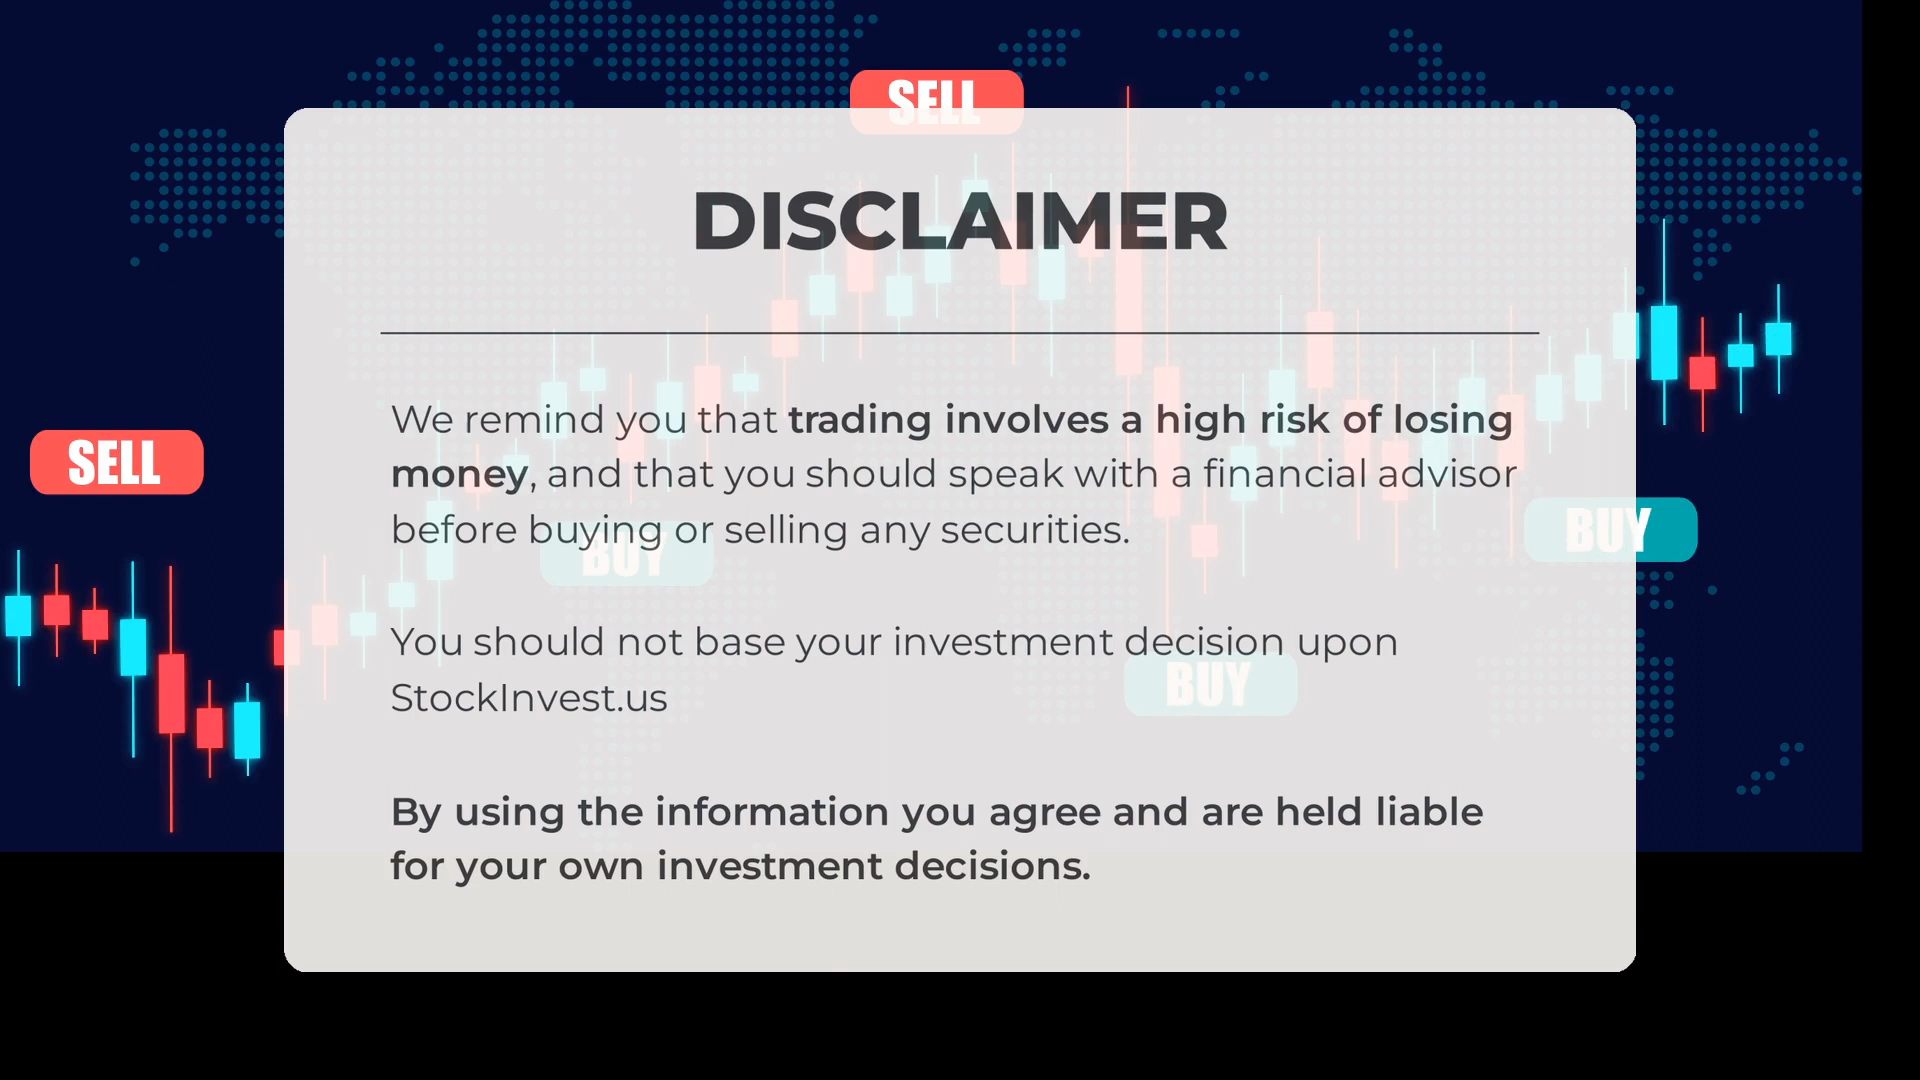 SELL
DISCLAIMER
We remind you that trading involves a high risk of losing
money, and that you should speak with a financial advisor
before buying or selling any securities.
SELL
BUY
BUY
You should not base your investment decision upon
StockInvest.us
BUY
By using the information you agree and are held liable
for your own investment decisions.